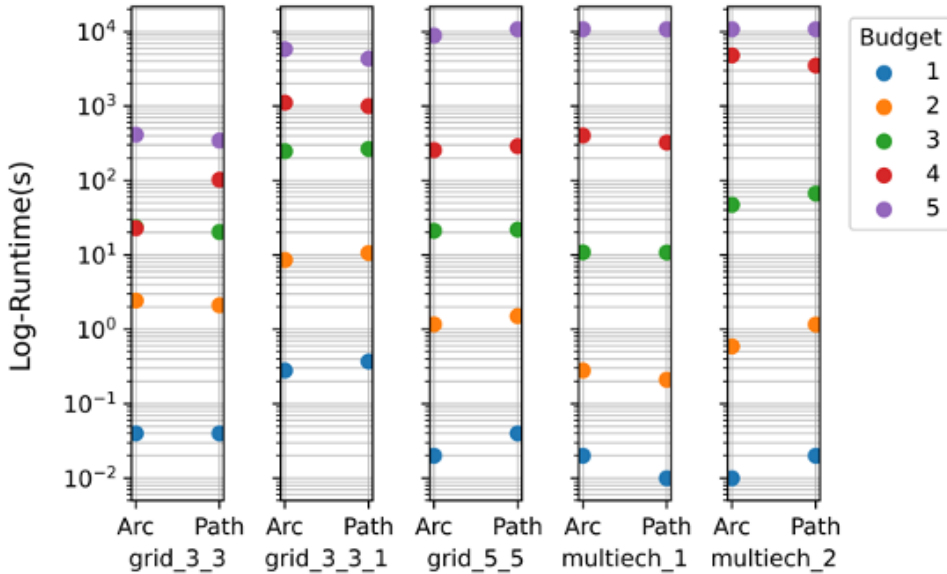 Log-Runtime(s)
10^4
10^3
10^2
10^1
10^0
10^−1
10^−2
Arc Path
grid_3_3
Arc Path
grid_3_3_1
Arc Path
grid_5_5
Arc Path
multiech_1
Arc Path
multiech_2
Budget
1
2
3
4
5